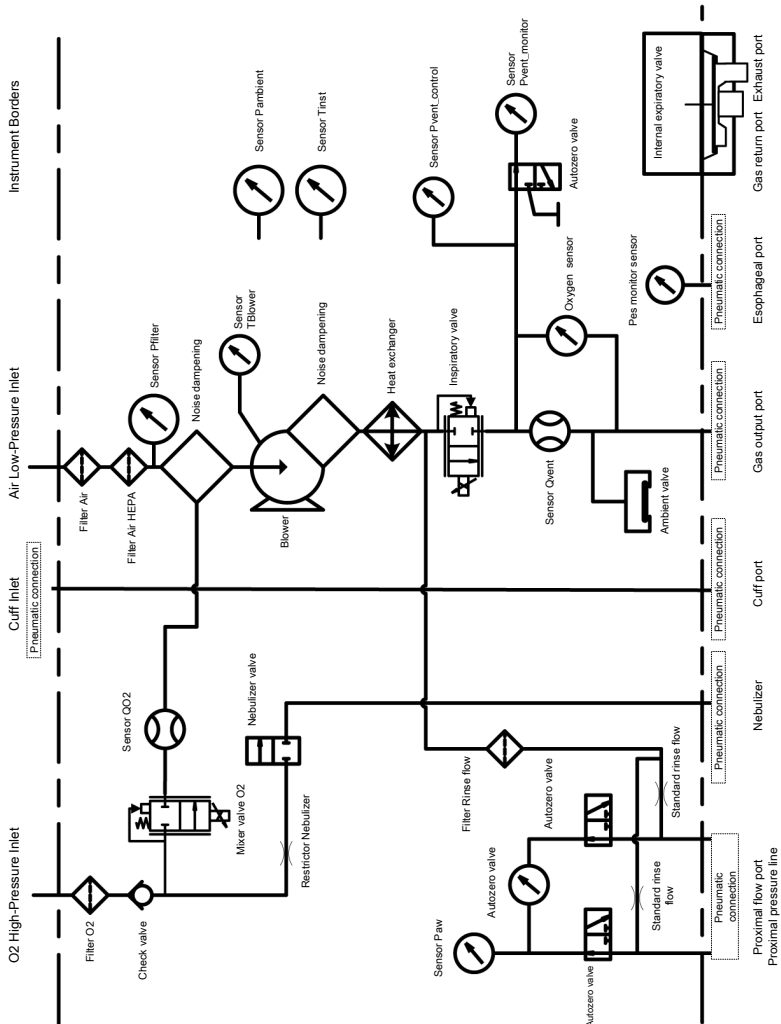 O2 High-Pressure Inlet
Cuff Inlet
Pneumatic connection
Air Low-Pressure Inlet
Instrument Borders
Filter O2
Check valve
Mixer valve O2
Sensor QO2
Restrictor Nebulizer
Nebulizer valve
Filter Air
Filter Air HEPA
Sensor Pfilter
Noise dampening
Sensor
TBlower
Blower
Noise dampening
Heat exchanger
Inspiratory valve
Sensor Pambient
Sensor Tinst
Sensor Pvent_control
Sensor
Pvent_monitor
Autozero valve
Oxygen sensor
Sensor Qvent
Ambient valve
Pes monitor sensor
Internal expiratory valve
Filter Rinse flow
Autozero valve
Autozero valve
Sensor Paw
Autozero valve
Standard rinse flow
Standard rinse
flow
Pneumatic
connection
Pneumatic connection
Pneumatic connection
Pneumatic connection
Pneumatic connection
Proximal flow port
Proximal pressure line
Nebulizer
Cuff port
Gas output port
Esophageal port
Gas return port
Exhaust port